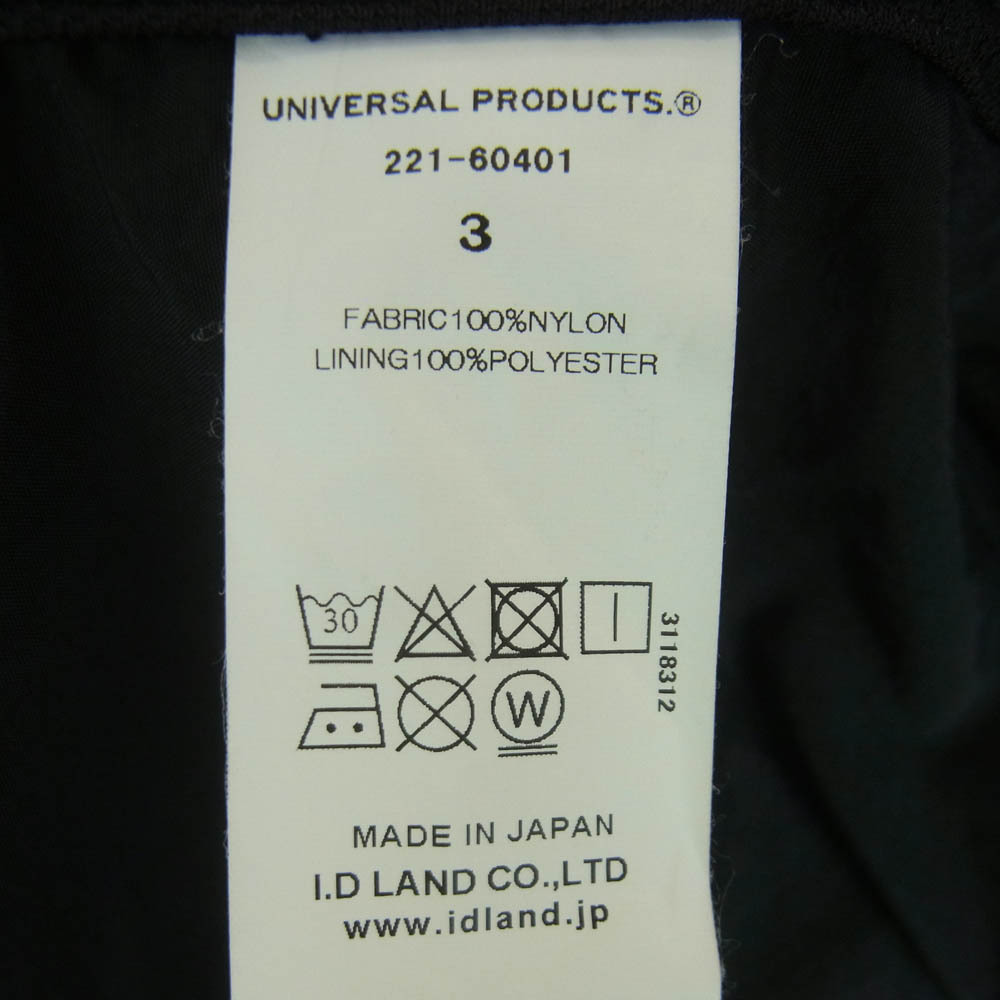 UNIVERSAL PRODUCTS.®
221-60401
3
FABRIC100%NYLON
LINING100%POLYESTER
30
3118312
W
MADE IN JAPAN
I.D LAND CO.,LTD
www.idland.jp